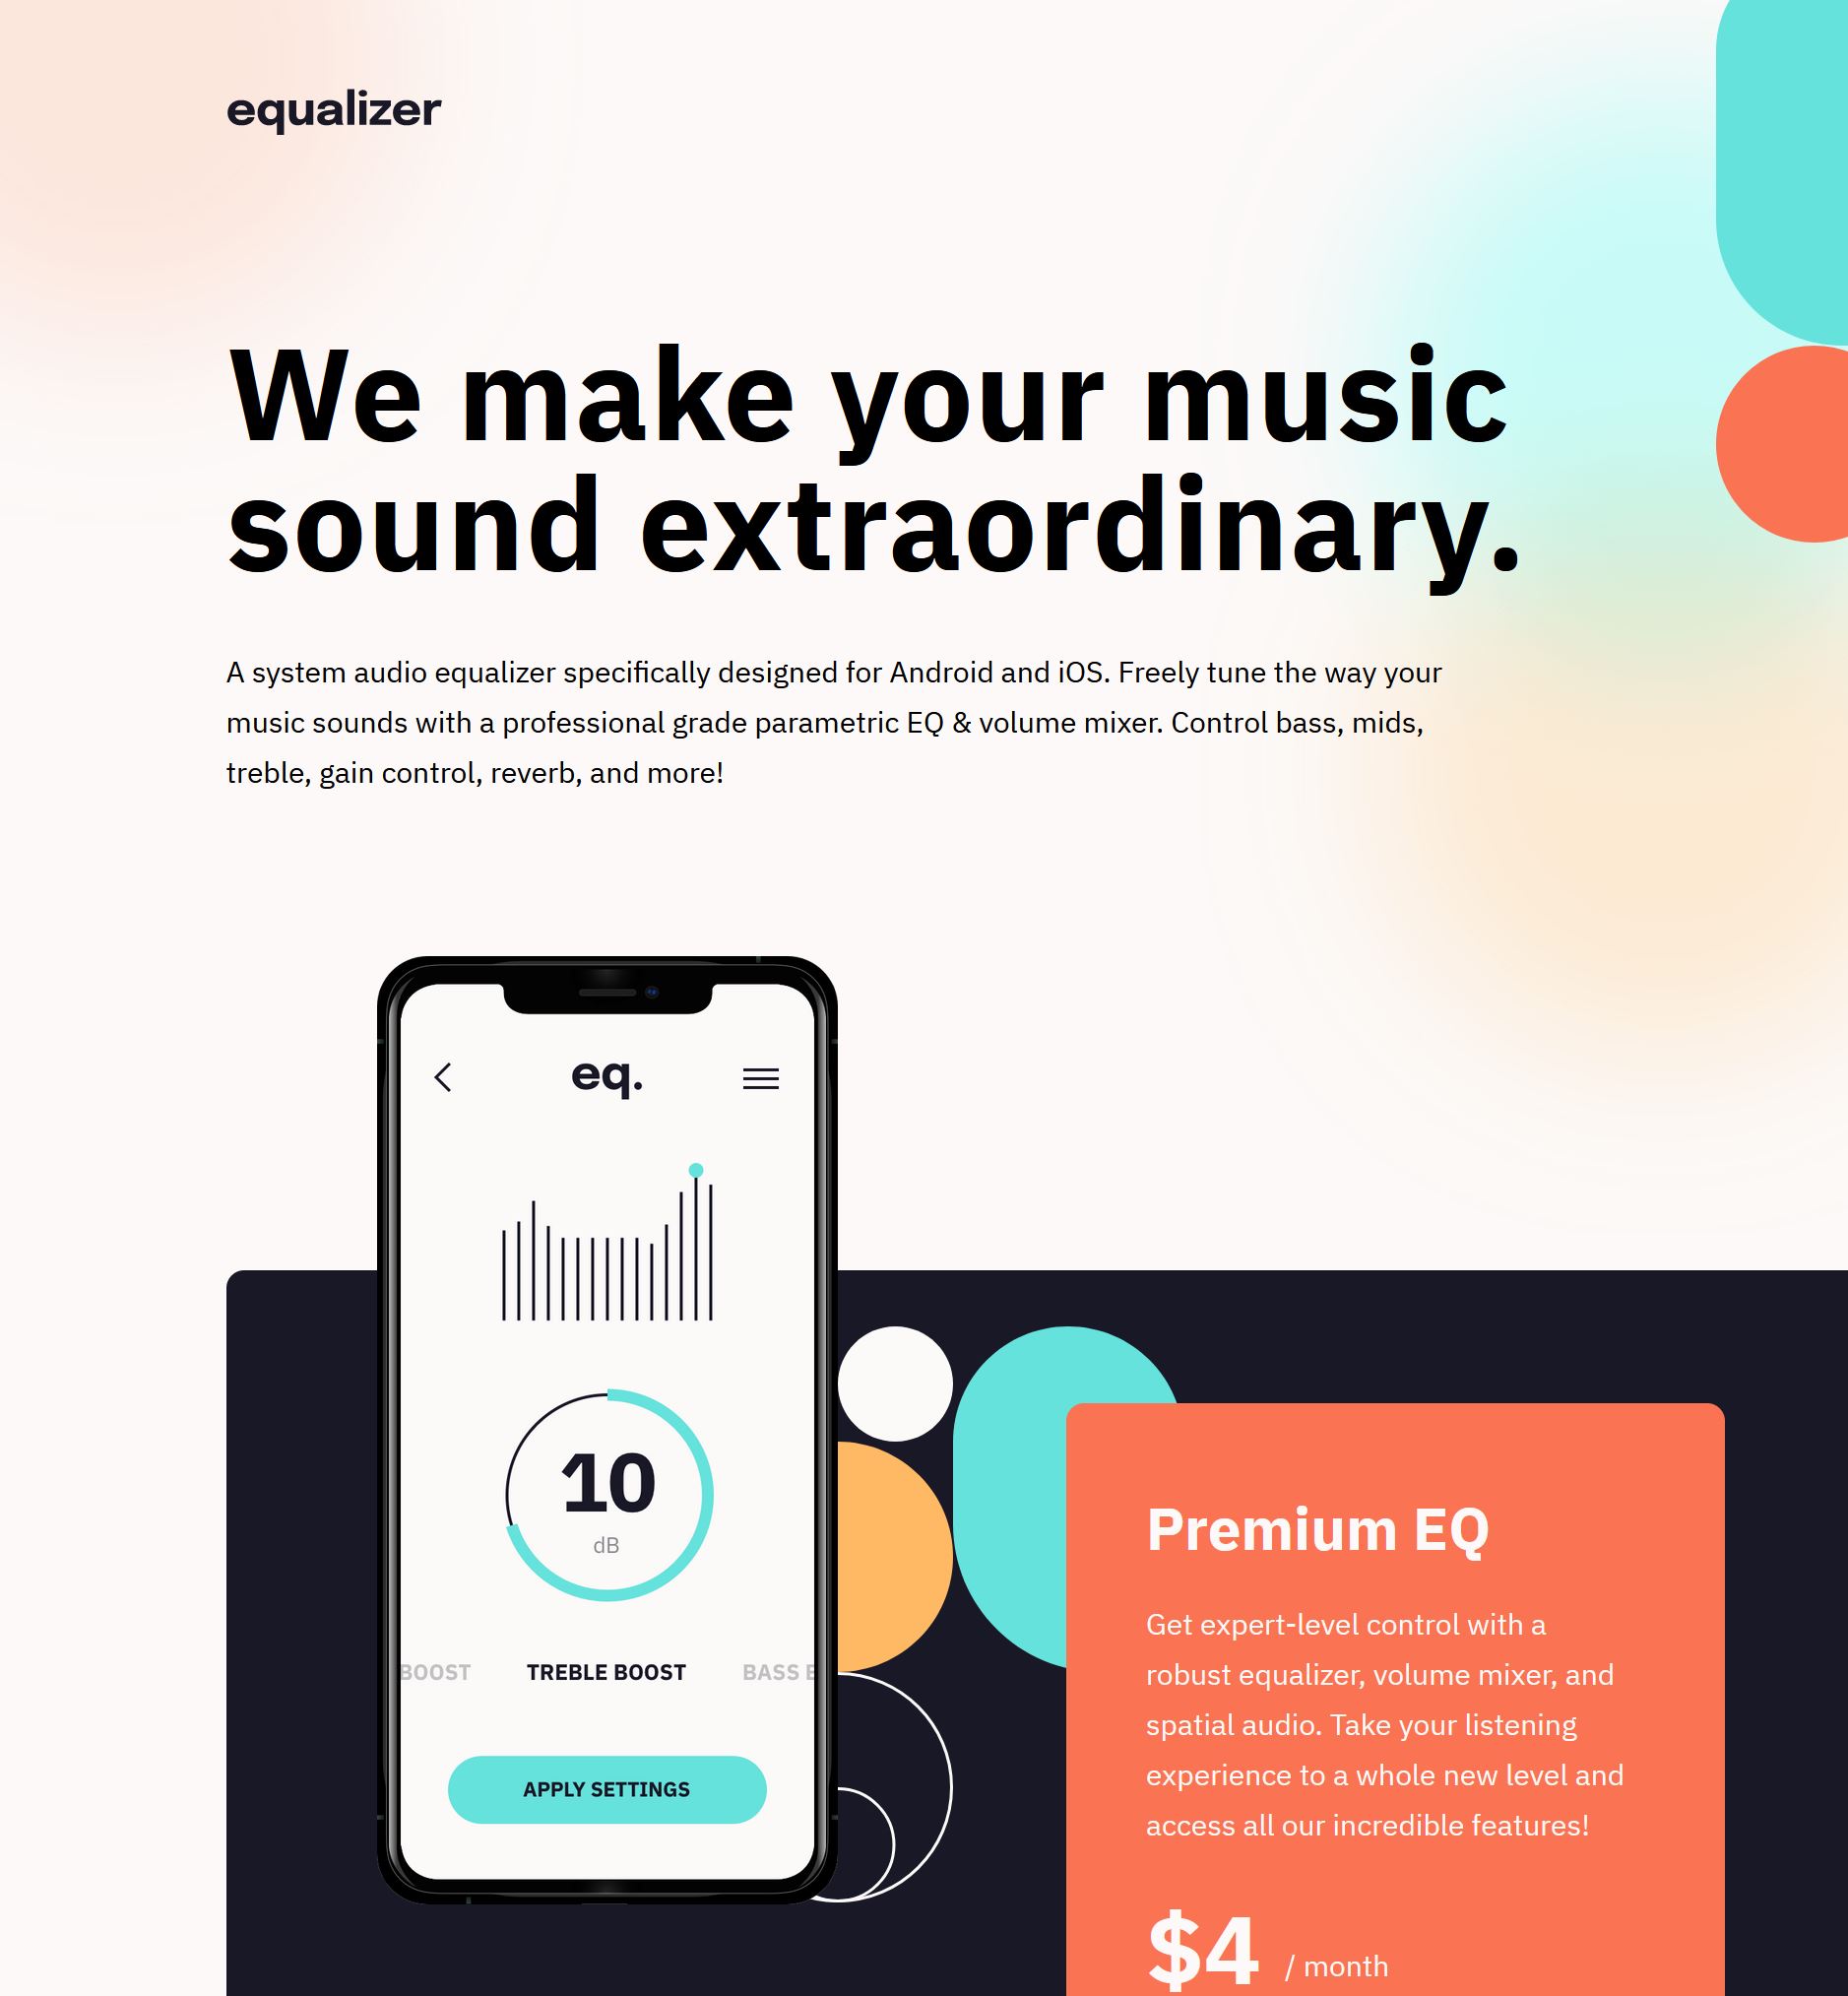 equalizer
We make your music
sound extraordinary.
A system audio equalizer specifically designed for Android and iOS. Freely tune the way your
music sounds with a professional grade parametric EQ & volume mixer. Control bass, mids,
treble, gain control, reverb, and more!
eq.
10
dB
BOOST TREBLE BOOST BASS
APPLY SETTINGS
Premium EQ
Get expert-level control with a
robust equalizer, volume mixer, and
spatial audio. Take your listening
experience to a whole new level and
access all our incredible features!
$4 / month